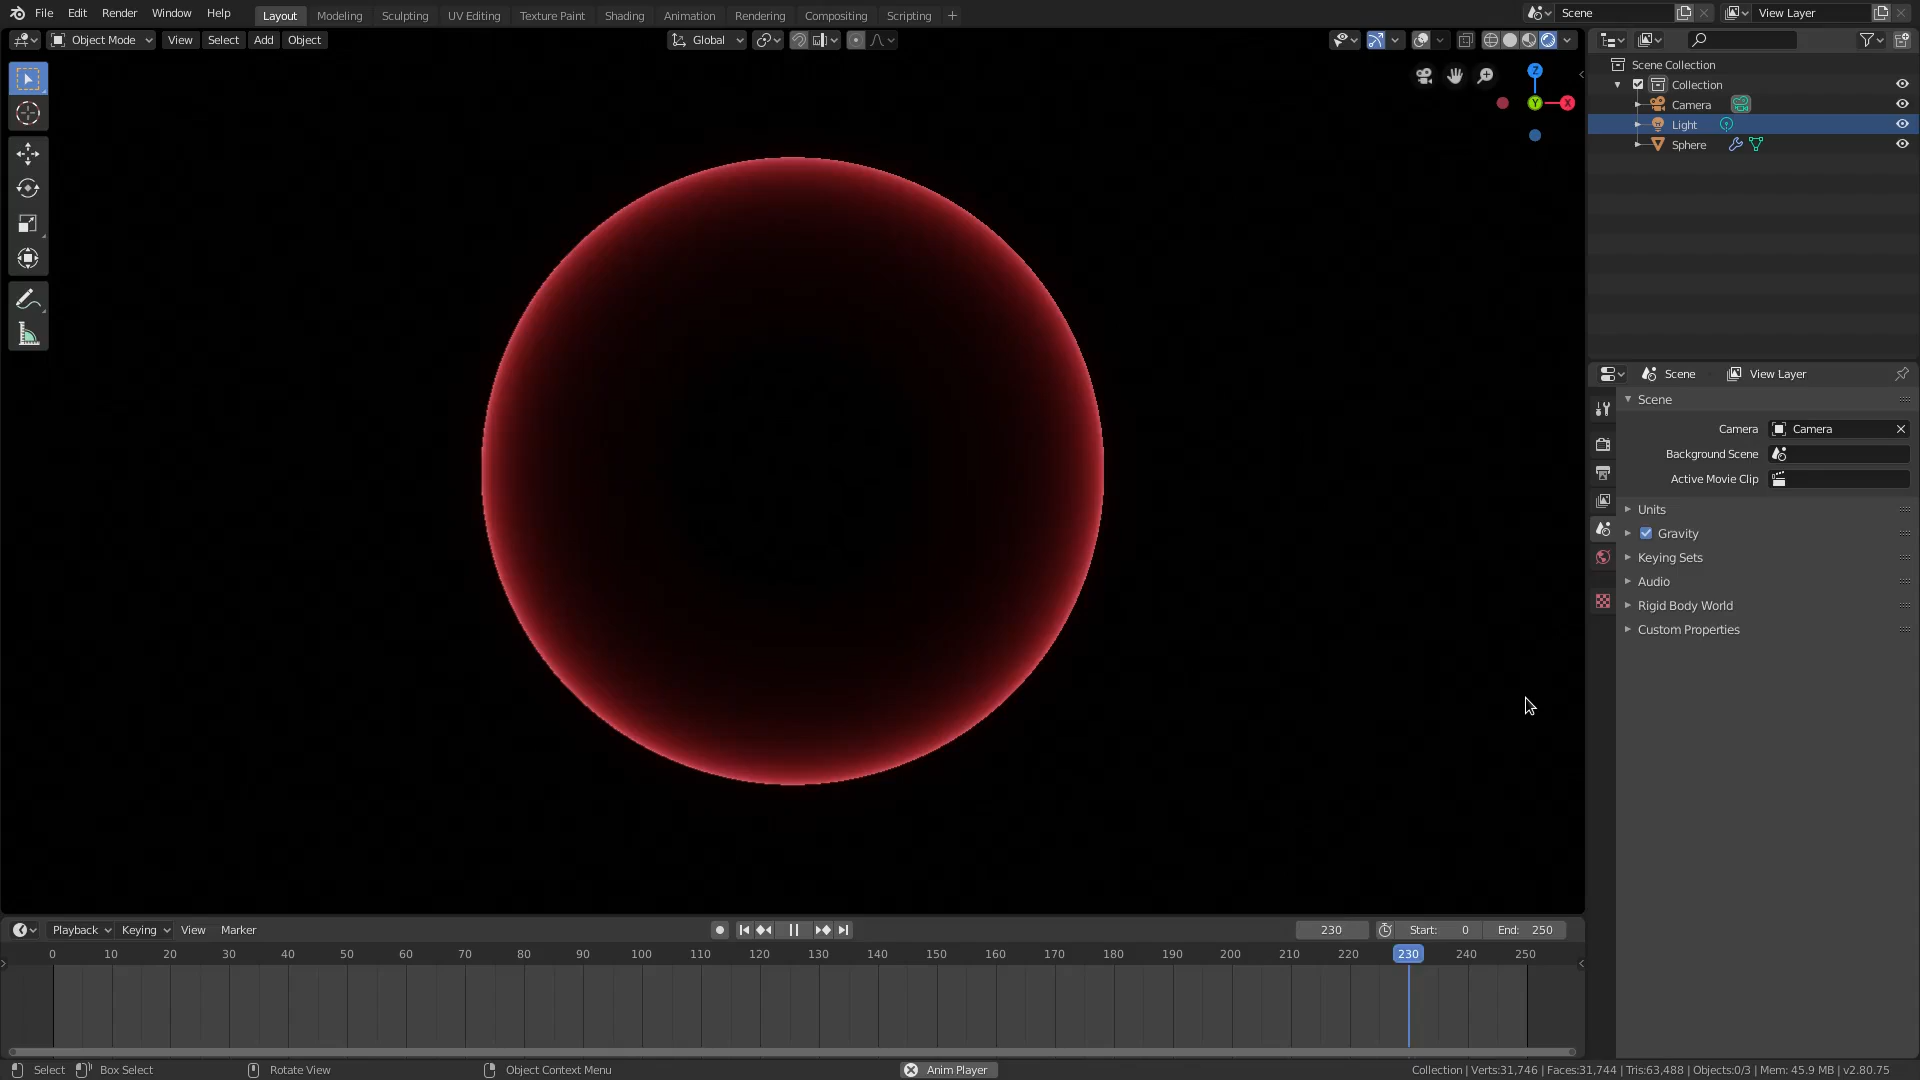 File Edit Render Window Help Layout Modeling Sculpting UV Editing Texture Paint Shading Animation Rendering Compositing Scripting + Scene View Layer
Object Mode View Select Add Object Global
Scene Collection
Collection
Camera
Light
Sphere
Z
Y X
Scene View Layer
Scene
Camera Camera
Background Scene
Active Movie Clip
Units
Gravity
Keying Sets
Audio
Rigid Body World
Custom Properties
Playback Keying View Marker 230 Start: 0 End: 250
0 10 20 30 40 50 60 70 80 90 100 110 120 130 140 150 160 170 180 190 200 210 220 230 240 250
Select Box Select Rotate View Object Context Menu Anim Player Collection | Verts:31,746 | Faces:31,744 | Tris:63,488 | Objects:0/3 | Mem: 45.9 MB | v2.80.75